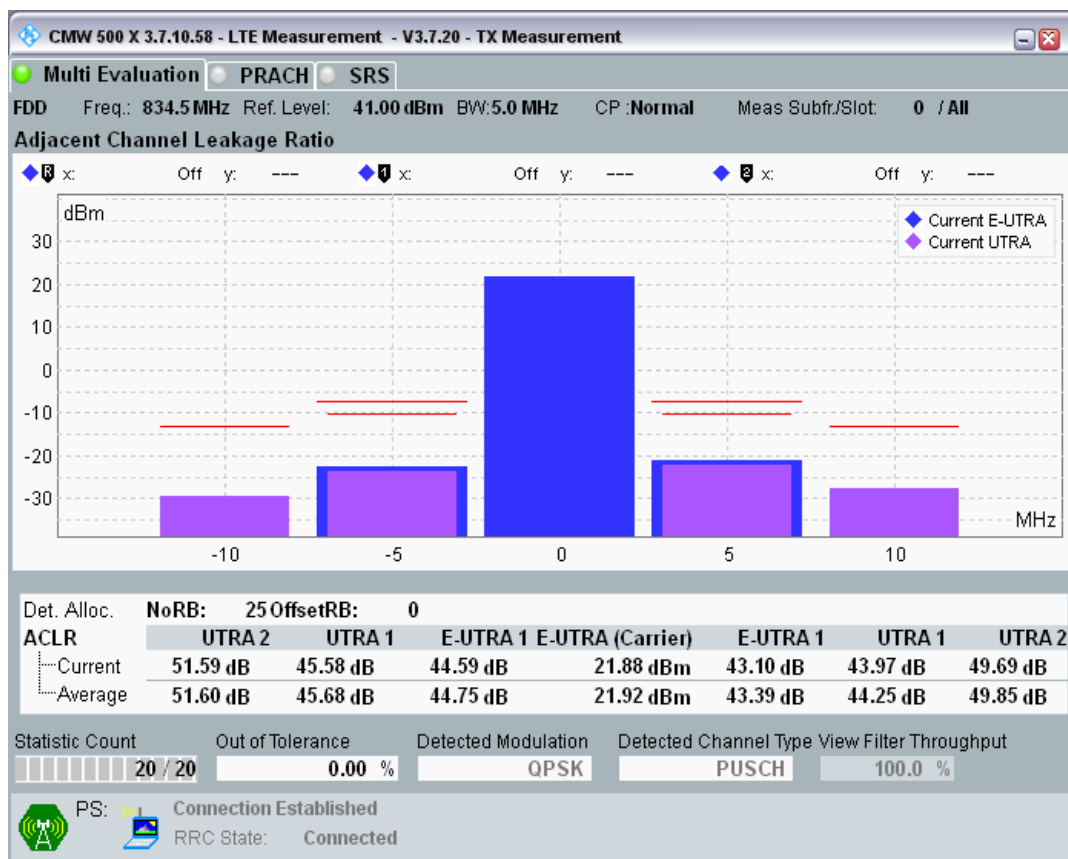 CMW 500 X 3.7.10.58 - LTE Measurement - V3.7.20 - TX Measurement
Multi Evaluation PRACH SRS
FDD Freq.: 834.5 MHz Ref. Level: 41.00 dBm BW:5.0 MHz CP :Normal Meas Subfr./Slot: 0 / All
Adjacent Channel Leakage Ratio
R x: Off y: --- 1 x: Off y: --- 2 x: Off y: ---
dBm
Current E-UTRA
Current UTRA
30
20
10
0
-10
-20
-30
MHz
-10 -5 0 5 10
Det. Alloc. NoRB: 25 OffsetRB: 0
ACLR UTRA 2 UTRA 1 E-UTRA 1 E-UTRA (Carrier) E-UTRA 1 UTRA 1 UTRA 2
Current 51.59 dB 45.58 dB 44.59 dB 21.88 dBm 43.10 dB 43.97 dB 49.69 dB
Average 51.60 dB 45.68 dB 44.75 dB 21.92 dBm 43.39 dB 44.25 dB 49.85 dB
Statistic Count Out of Tolerance Detected Modulation Detected Channel Type View Filter Throughput
20 / 20 0.00 % QPSK PUSCH 100.0 %
PS: Connection Established
RRC State: Connected